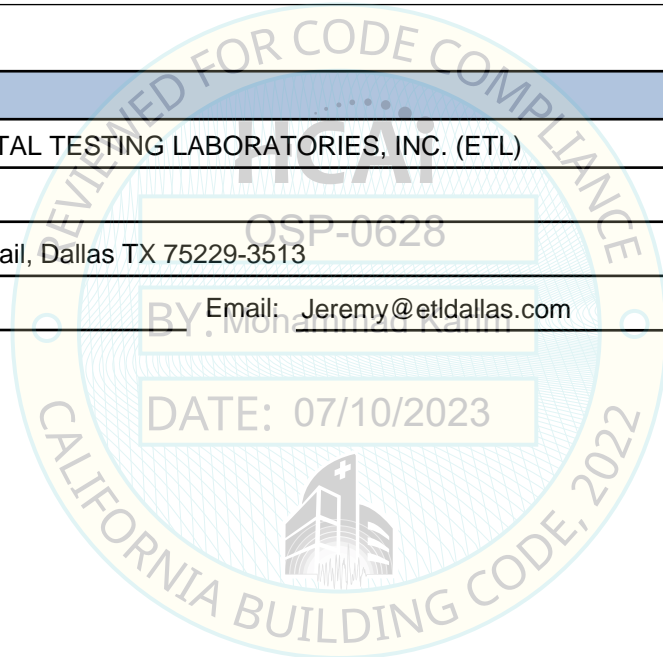 REVIEWED FOR CODE COMPLIANCE
HCAi
TAL TESTING LABORATORIES, INC. (ETL)
OSP-0628
ail, Dallas TX 75229-3513
Email: Jeremy@etldallas.com
BY: Mohammad Karim
DATE: 07/10/2023
CALIFORNIA BUILDING CODE, 2022